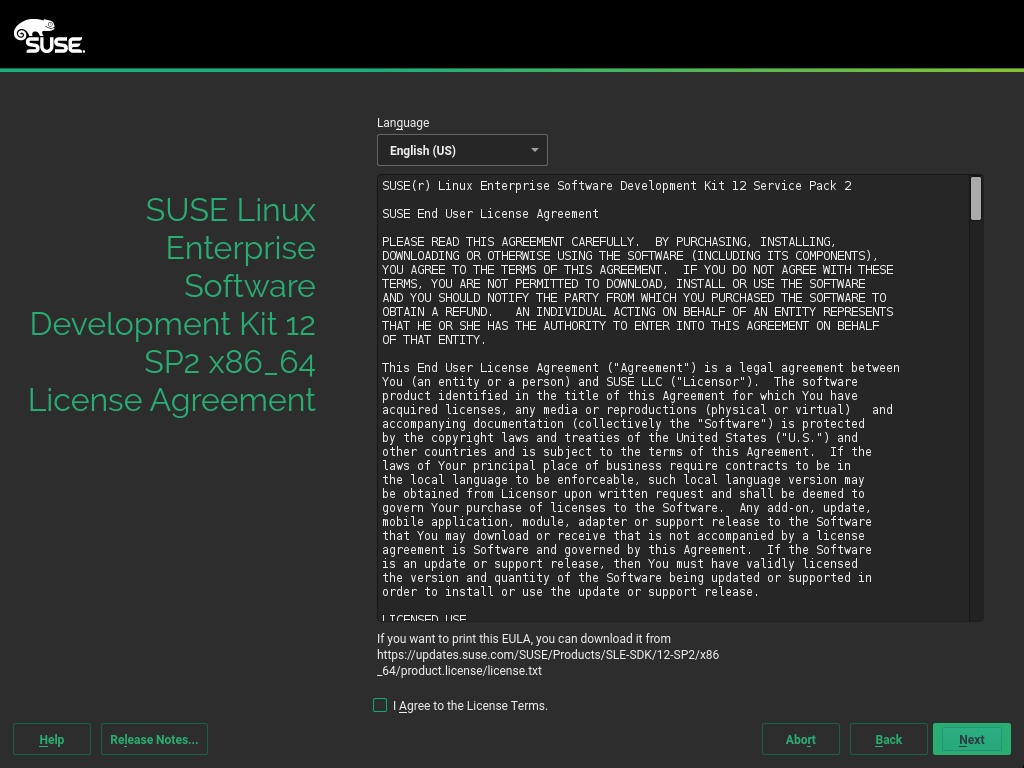 SUSE.
Language
English (US)
SUSE Linux
Enterprise
Software
Development Kit 12
SP2 x86_64
License Agreement
SUSE(r) Linux Enterprise Software Development Kit 12 Service Pack 2
SUSE End User License Agreement
PLEASE READ THIS AGREEMENT CAREFULLY.  BY PURCHASING, INSTALLING,
DOWNLOADING OR OTHERWISE USING THE SOFTWARE (INCLUDING ITS COMPONENTS),
YOU AGREE TO THE TERMS OF THIS AGREEMENT.  IF YOU DO NOT AGREE WITH THESE
TERMS, YOU ARE NOT PERMITTED TO DOWNLOAD, INSTALL OR USE THE SOFTWARE
AND YOU SHOULD NOTIFY THE PARTY FROM WHICH YOU PURCHASED THE SOFTWARE TO
OBTAIN A REFUND.   AN INDIVIDUAL ACTING ON BEHALF OF AN ENTITY REPRESENTS
THAT HE OR SHE HAS THE AUTHORITY TO ENTER INTO THIS AGREEMENT ON BEHALF
OF THAT ENTITY.
This End User License Agreement ("Agreement") is a legal agreement between
You (an entity or a person) and SUSE LLC ("Licensor").  The software
product identified in the title of this Agreement for which You have
acquired licenses, any media or reproductions (physical or virtual)   and
accompanying documentation (collectively the "Software") is protected
by the copyright laws and treaties of the United States ("U.S.") and
other countries and is subject to the terms of this Agreement.  If the
laws of Your principal place of business require contracts to be in
the local language to be enforceable, such local language version may
be obtained from Licensor upon written request and shall be deemed to
govern Your purchase of licenses to the Software.  Any add-on, update,
mobile application, module, adapter or support release to the Software
that You may download or receive that is not accompanied by a license
agreement is Software and governed by this Agreement.  If the Software
is an update or support release, then You must have validly licensed
the version and quantity of the Software being updated or supported in
order to install or use the update or support release.
LICENSED USE
If you want to print this EULA, you can download it from
https://updates.suse.com/SUSE/Products/SLE-SDK/12-SP2/x86
_64/product.license/license.txt
I Agree to the License Terms.
Help
Release Notes...
Abort
Back
Next